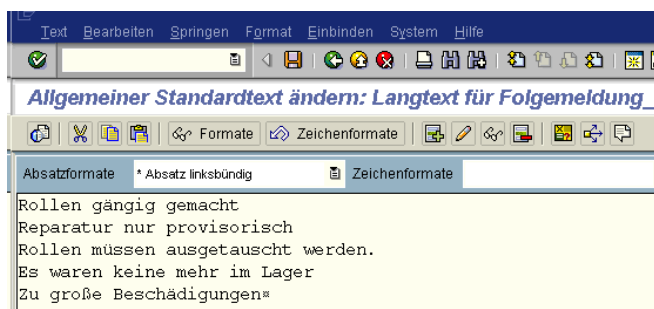 Text Bearbeiten Springen Format Einbinden System Hilfe
Allgemeiner Standardtext ändern: Langtext für Folgemeldung_
Formate Zeichenformate
Absatzformate * Absatz linksbündig Zeichenformate
Rollen gängig gemacht
Reparatur nur provisorisch
Rollen müssen ausgetauscht werden.
Es waren keine mehr im Lager
Zu große Beschädigungen¤